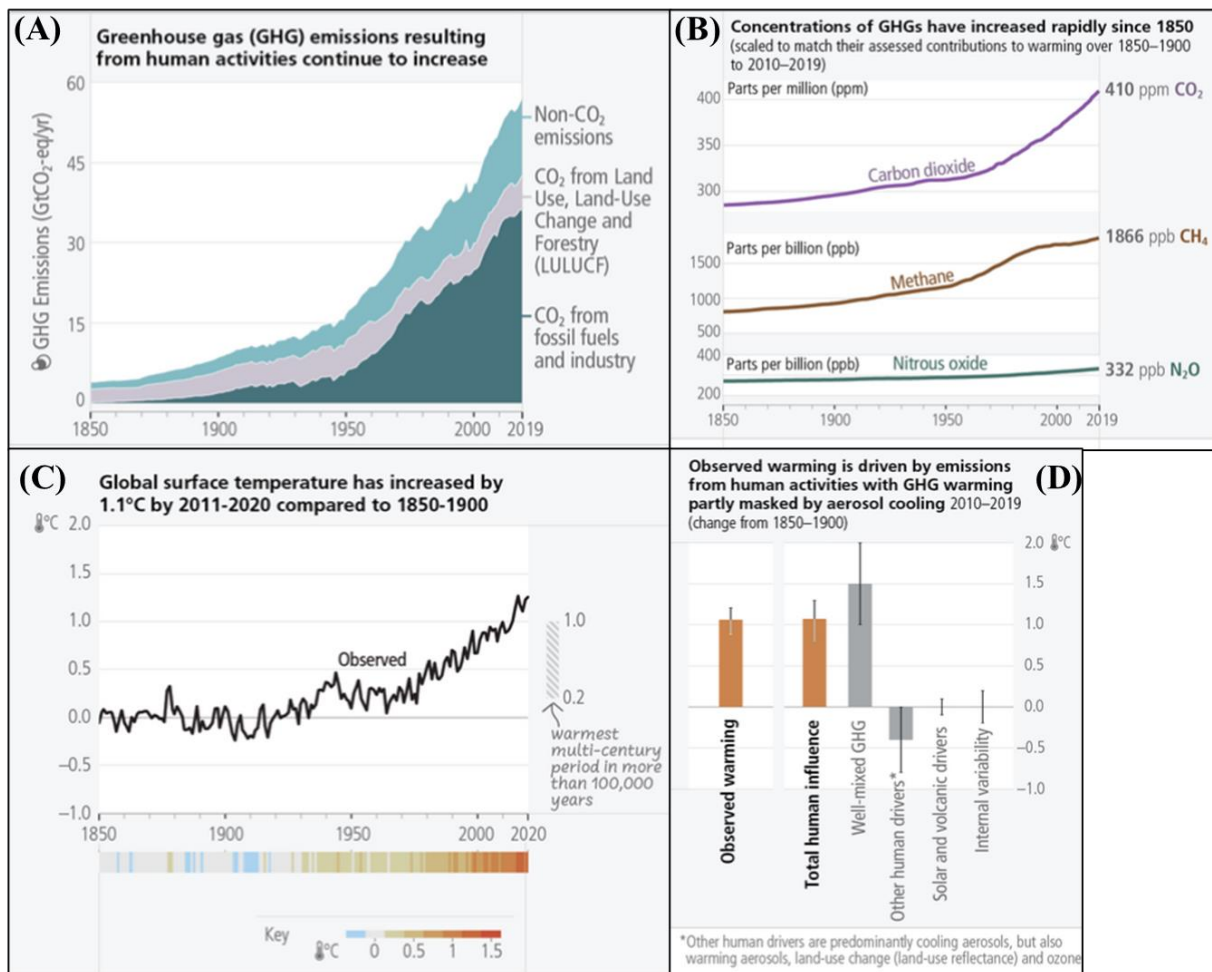 (A)
Greenhouse gas (GHG) emissions resulting
from human activities continue to increase
GHG Emissions (GtCO₂-eq/yr)
60
45
30
15
0
Non-CO₂
emissions
CO₂ from Land
Use, Land-Use
Change and
Forestry
(LULUCF)
CO₂ from
fossil fuels
and industry
1850
1900
1950
2000
2019
(B)
Concentrations of GHGs have increased rapidly since 1850
(scaled to match their assessed contributions to warming over 1850–1900
to 2010–2019)
Parts per million (ppm)
400
350
300
Carbon dioxide
410 ppm CO₂
Parts per billion (ppb)
1500
1000
500
Methane
1866 ppb CH₄
Parts per billion (ppb)
400
200
Nitrous oxide
332 ppb N₂O
1850
1900
1950
2000
2019
(C)
Global surface temperature has increased by
1.1°C by 2011-2020 compared to 1850-1900
°C
2.0
1.5
1.0
0.5
0.0
–0.5
–1.0
Observed
1.0
0.2
warmest
multi-century
period in more
than 100,000
years
1850
1900
1950
2000
2020
Key
°C
0
0.5
1
1.5
(D)
Observed warming is driven by emissions
from human activities with GHG warming
partly masked by aerosol cooling 2010–2019
(change from 1850–1900)
2.0 °C
1.5
1.0
0.5
0.0
–0.5
–1.0
Observed warming
Total human influence
Well-mixed GHG
Other human drivers*
Solar and volcanic drivers
Internal variability
*Other human drivers are predominantly cooling aerosols, but also
warming aerosols, land-use change (land-use reflectance) and ozone